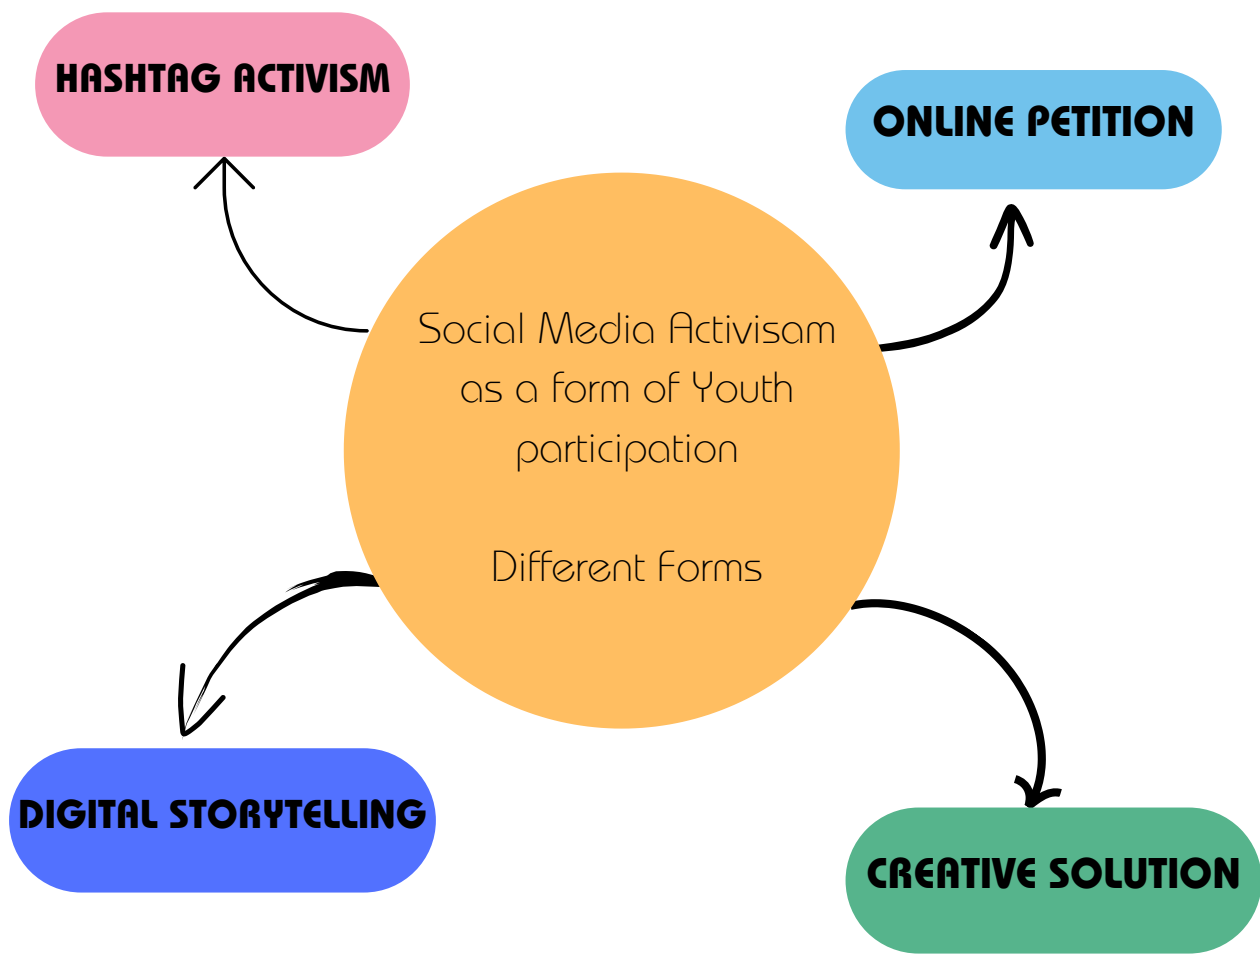 HASHTAG ACTIVISM
ONLINE PETITION
Social Media Activisam
as a form of Youth
participation
Different Forms
DIGITAL STORYTELLING
CREATIVE SOLUTION